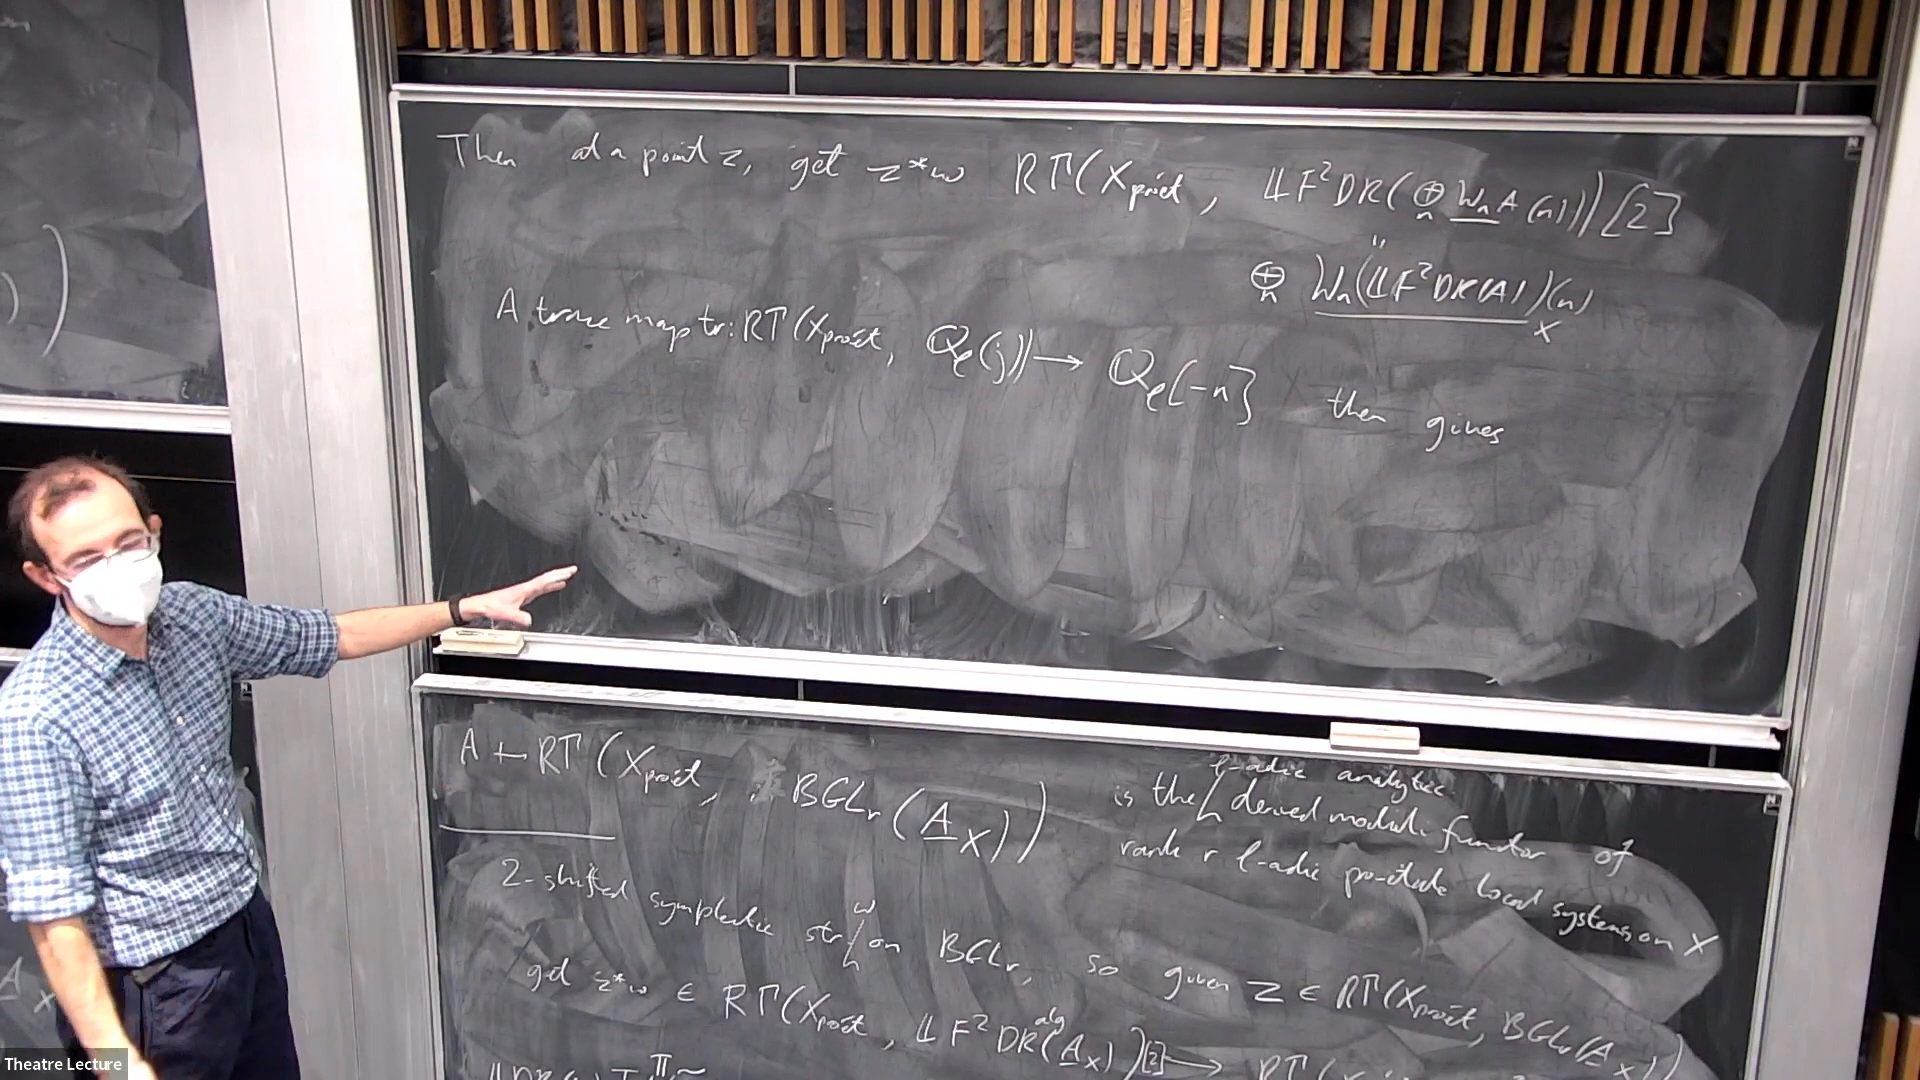 Then at a point z, get z*ω RΓ(X_proét, 𝕃F²DR(⊕_n W_n A(n)))[2]
"
⊕_n W_n(𝕃F²DR(A))(n)_X
A trace map tr: RΓ(X_proét, ℚ_ℓ(j)) → ℚ_ℓ[-n] then gives
A ↦ RΓ(X_proét, BGL_r(A_X))
ℓ-adic analytic
is the derived moduli functor of
rank r ℓ-adic pro-étale local systems on X
2-shifted symplectic str ω on BGL_r, so given z ∈ RΓ(X_proét, BGL_r(A_X))
get z*ω ∈ RΓ(X_proét, 𝕃F²DR^alg(A_X))[2] → RΓ(X
A_X
Theatre Lecture